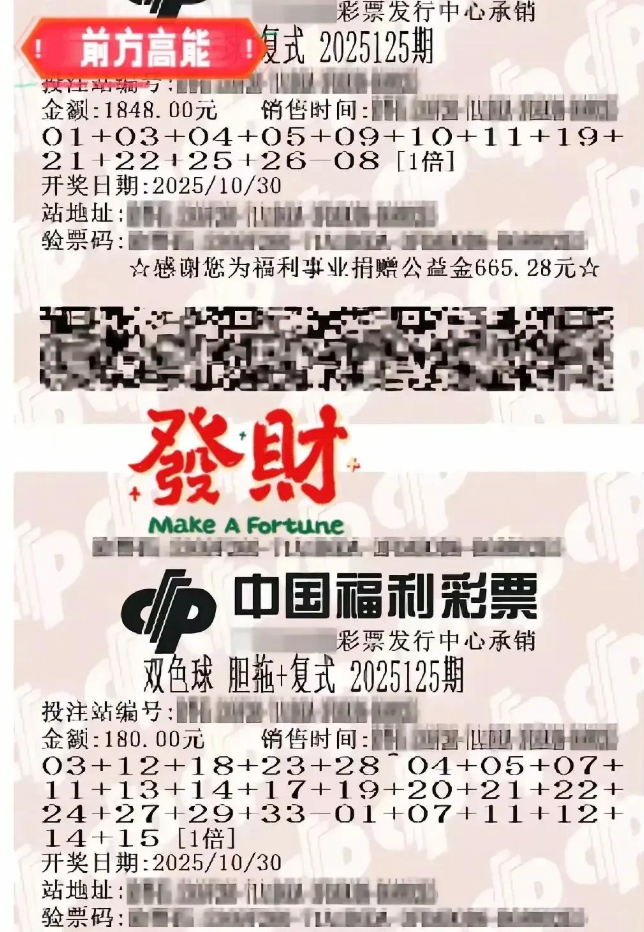 彩票发行中心承销
前方高能
复式 2025125期
投注站编号:
金额:1848.00元 销售时间:
01+03+04+05+09+10+11+19+
21+22+25+26-08 [1倍]
开奖日期:2025/10/30
站地址:
验票码:
☆感谢您为福利事业捐赠公益金665.28元☆
發財
Make A Fortune
中国福利彩票
彩票发行中心承销
双色球 胆拖+复式 2025125期
投注站编号:
金额:180.00元 销售时间:
03+12+18+23+28~04+05+07+
11+13+14+17+19+20+21+22+
24+27+29+33-01+07+11+12+
14+15 [1倍]
开奖日期:2025/10/30
站地址:
验票码: